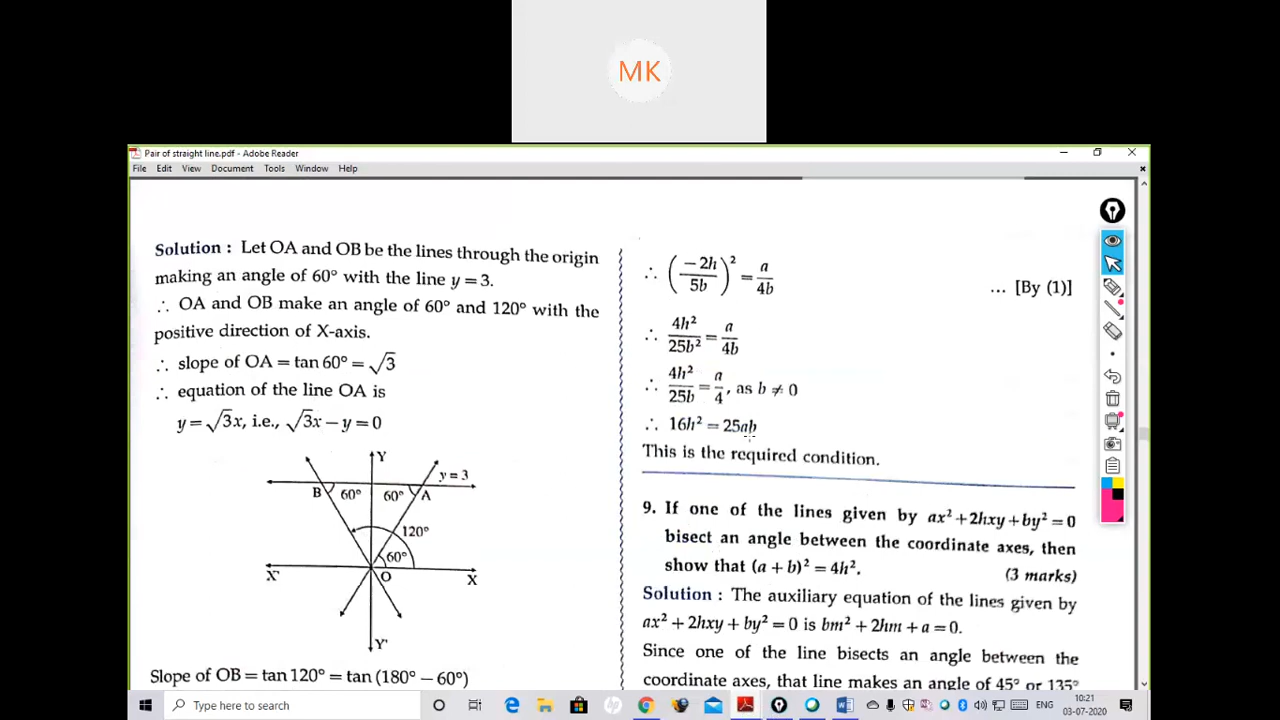 MK
Pair of straight line.pdf - Adobe Reader
File Edit View Document Tools Window Help
Solution : Let OA and OB be the lines through the origin
making an angle of 60° with the line y = 3.
∴ OA and OB make an angle of 60° and 120° with the
positive direction of X-axis.
∴ slope of OA = tan 60° = √3
∴ equation of the line OA is
y = √3x, i.e., √3x − y = 0
Y
y = 3
B 60° 60° A
120°
60°
X' O X
Y'
Slope of OB = tan 120° = tan (180° − 60°)
∴ (−2h/5b)² = a/4b ... [By (1)]
∴ 4h²/25b² = a/4b
∴ 4h²/25b = a/4, as b ≠ 0
∴ 16h² = 25ab
This is the required condition.
9. If one of the lines given by ax² + 2hxy + by² = 0
bisect an angle between the coordinate axes, then
show that (a + b)² = 4h². (3 marks)
Solution : The auxiliary equation of the lines given by
ax² + 2hxy + by² = 0 is bm² + 2hm + a = 0.
Since one of the line bisects an angle between the
coordinate axes, that line makes an angle of 45° or 135°
Type here to search
ENG
10:21
03-07-2020